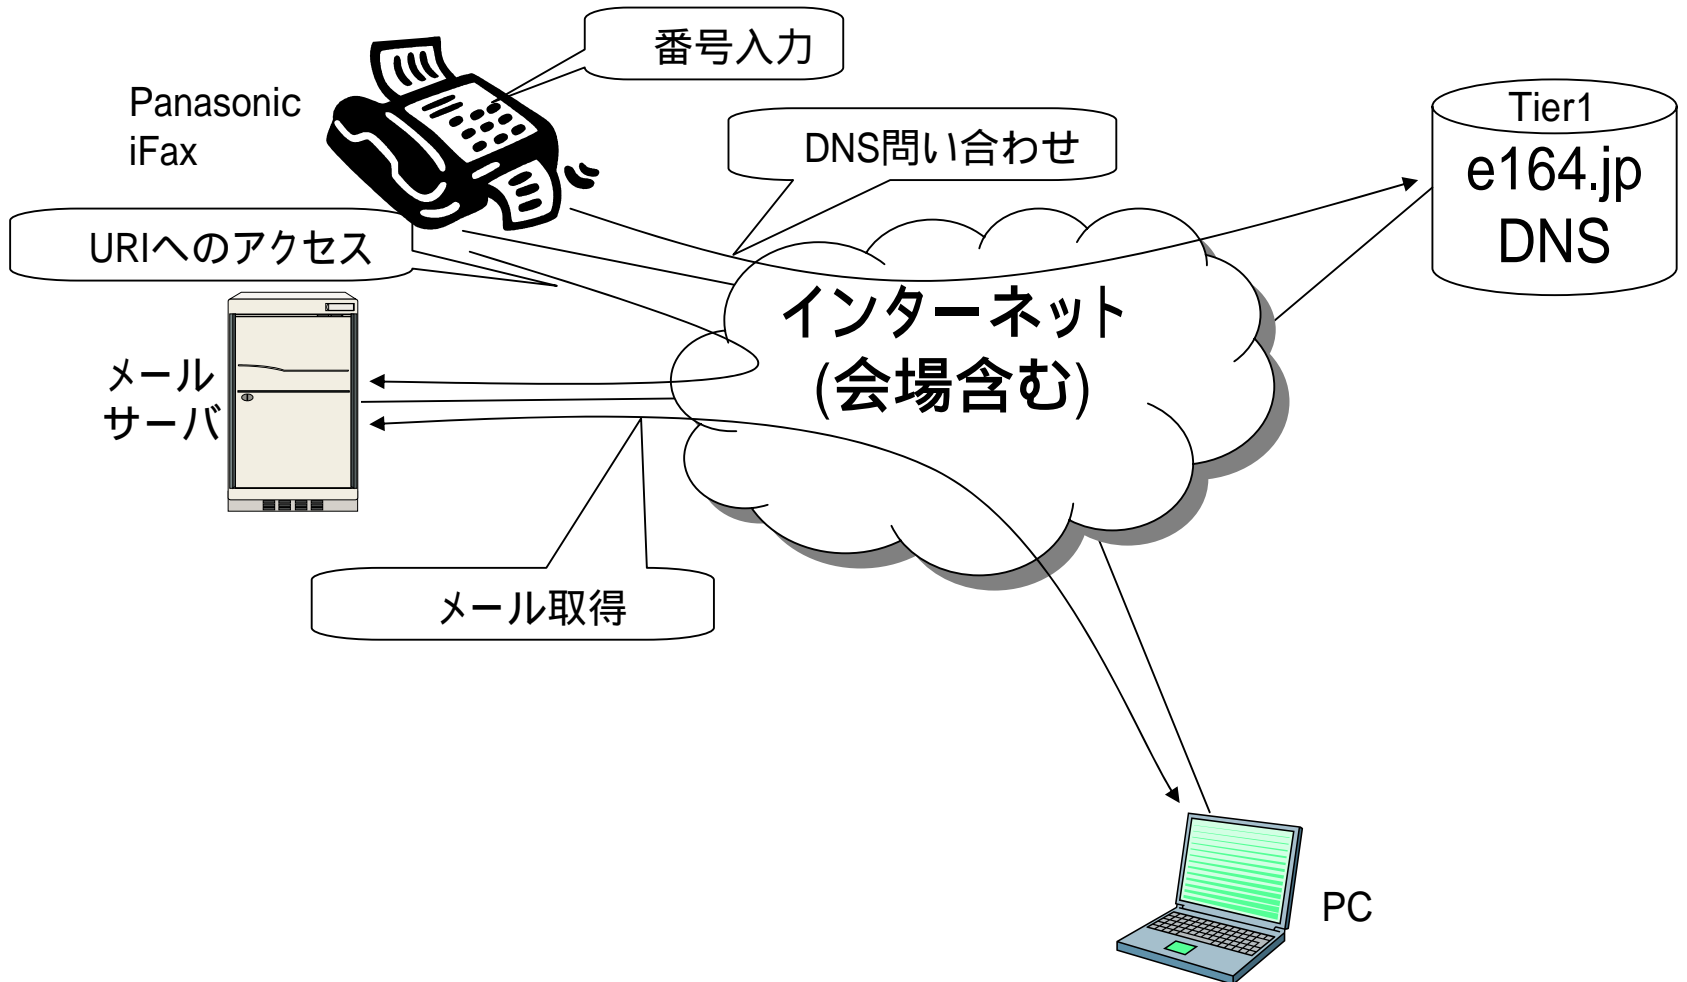 番号入力
Panasonic
iFax
DNS問い合わせ
Tier1
e164.jp
DNS
URIへのアクセス
インターネット
(会場含む)
メール
サーバ
メール取得
PC